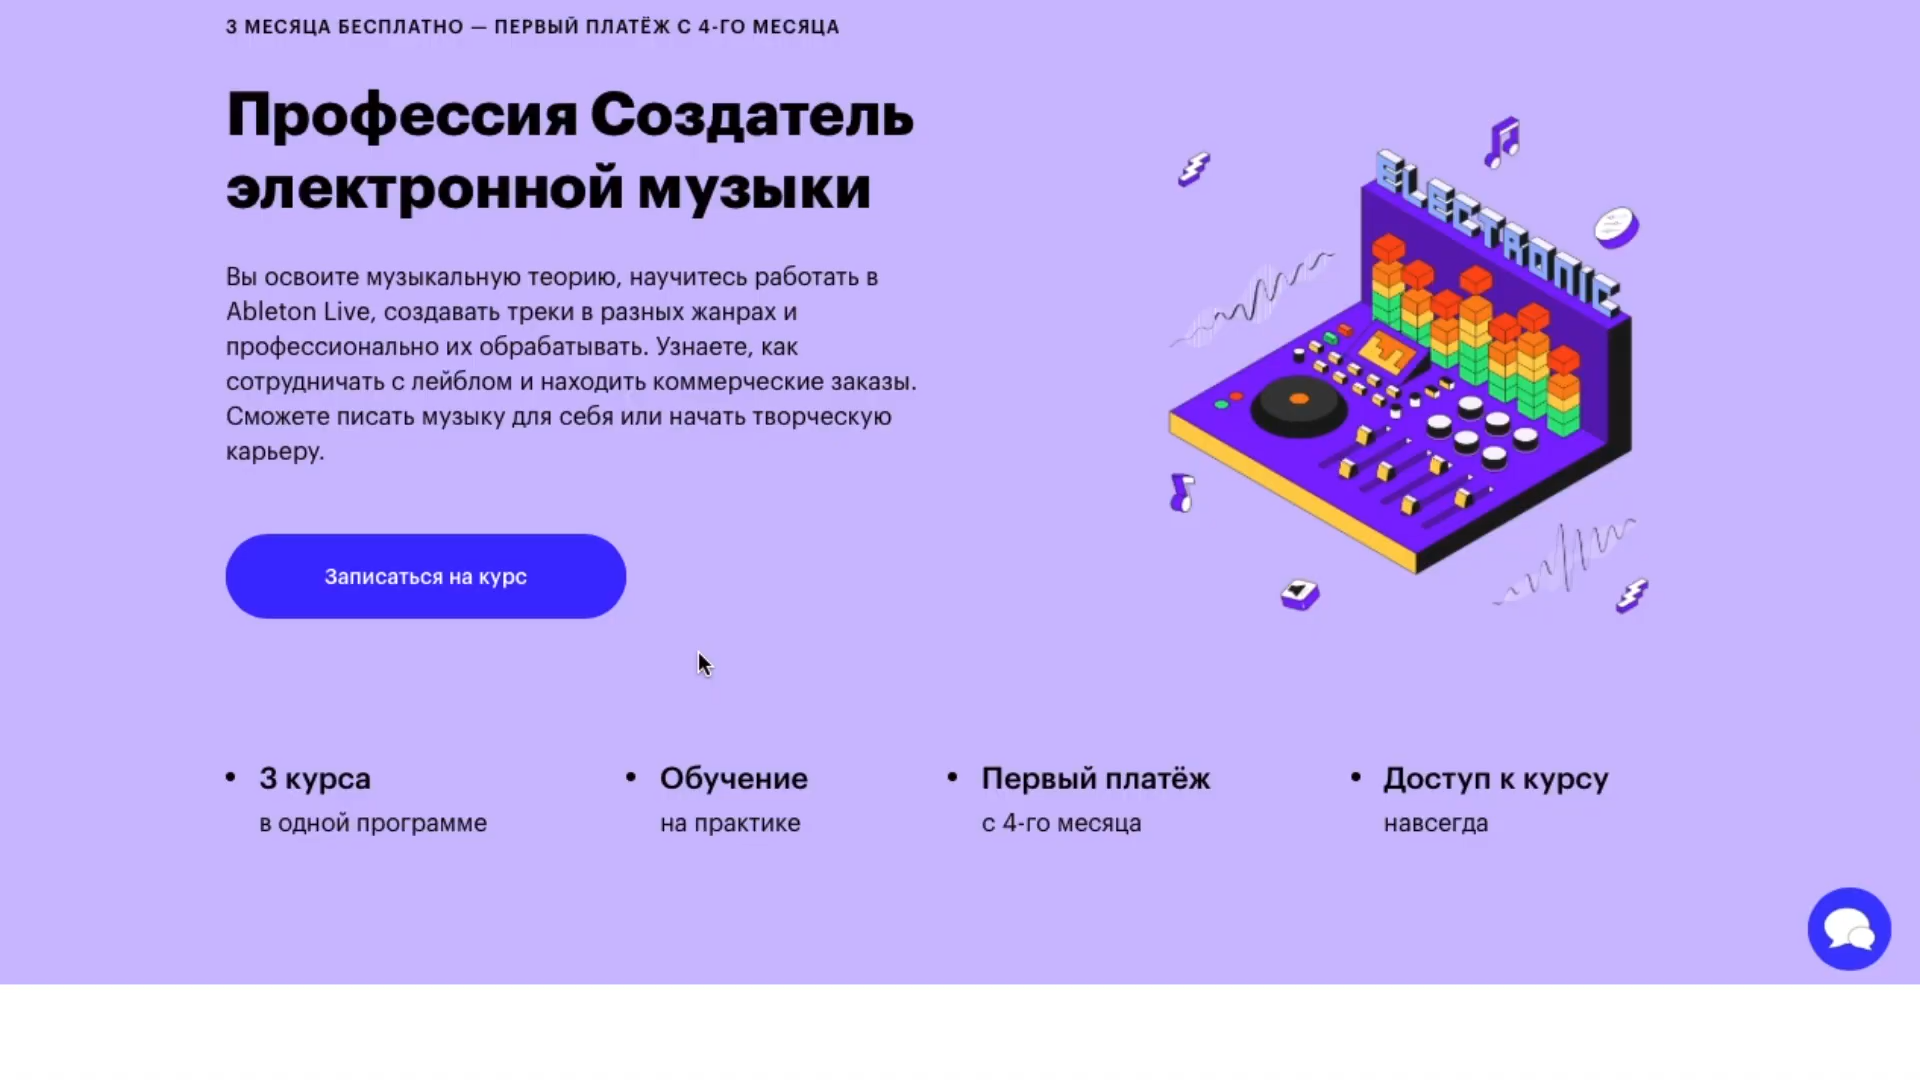 3 МЕСЯЦА БЕСПЛАТНО — ПЕРВЫЙ ПЛАТЁЖ С 4-ГО МЕСЯЦА
Профессия Создатель
электронной музыки
Вы освоите музыкальную теорию, научитесь работать в
Ableton Live, создавать треки в разных жанрах и
профессионально их обрабатывать. Узнаете, как
сотрудничать с лейблом и находить коммерческие заказы.
Сможете писать музыку для себя или начать творческую
карьеру.
ELECTRONIC
Записаться на курс
3 курса
в одной программе
Обучение
на практике
Первый платёж
с 4-го месяца
Доступ к курсу
навсегда